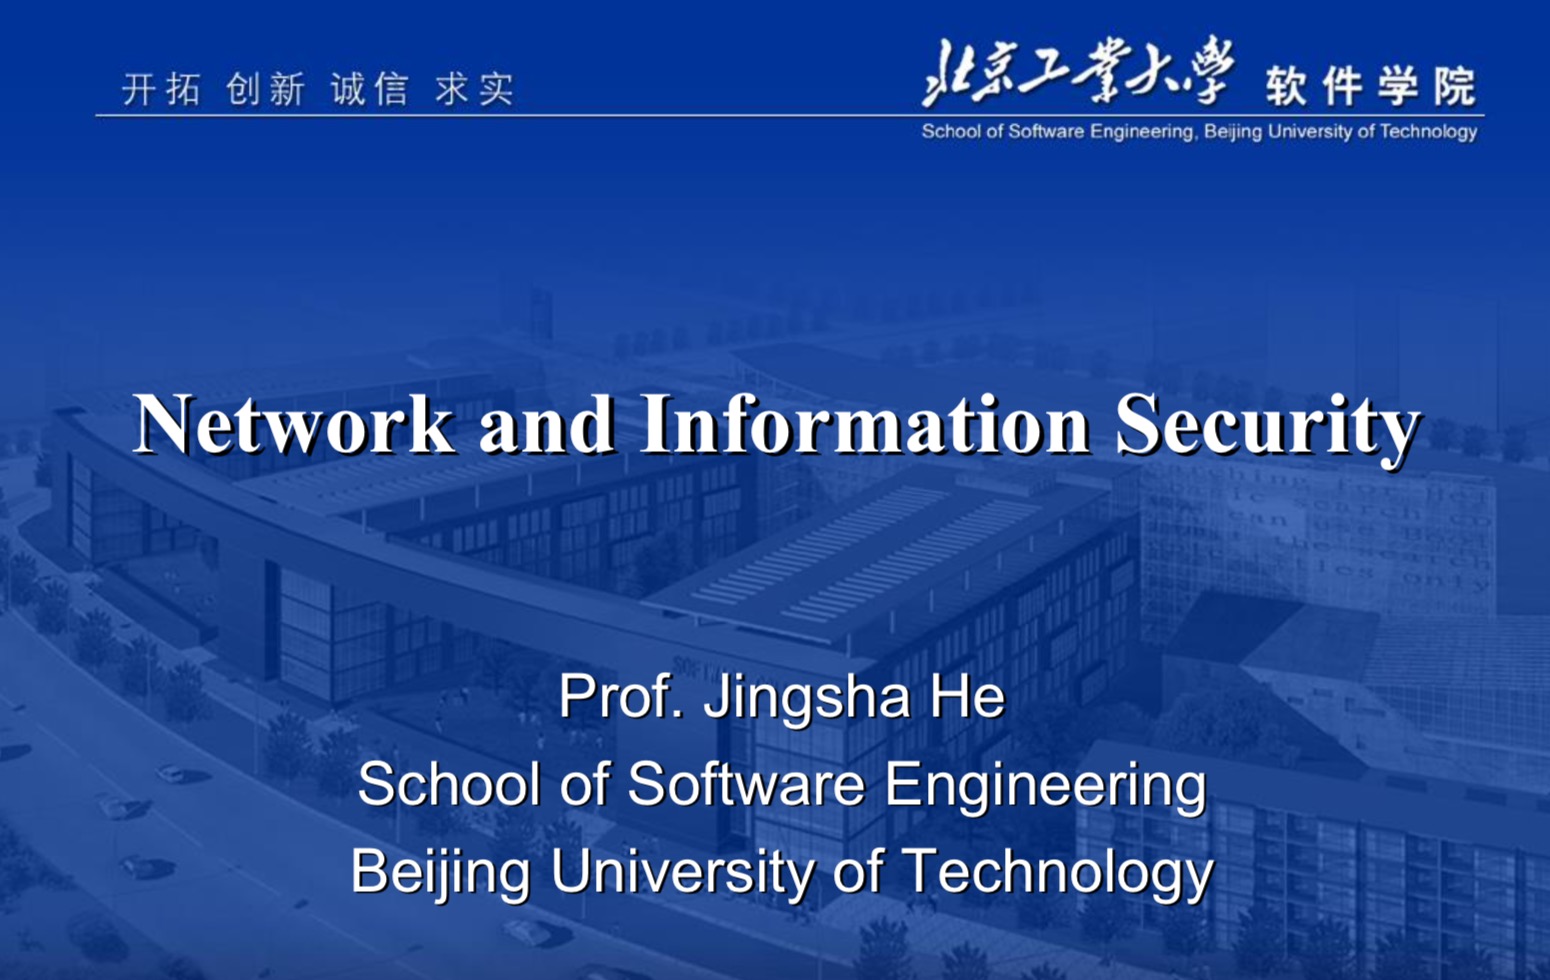 开拓 创新 诚信 求实
北京工业大学 软件学院
School of Software Engineering, Beijing University of Technology
Network and Information Security
Prof. Jingsha He
School of Software Engineering
Beijing University of Technology